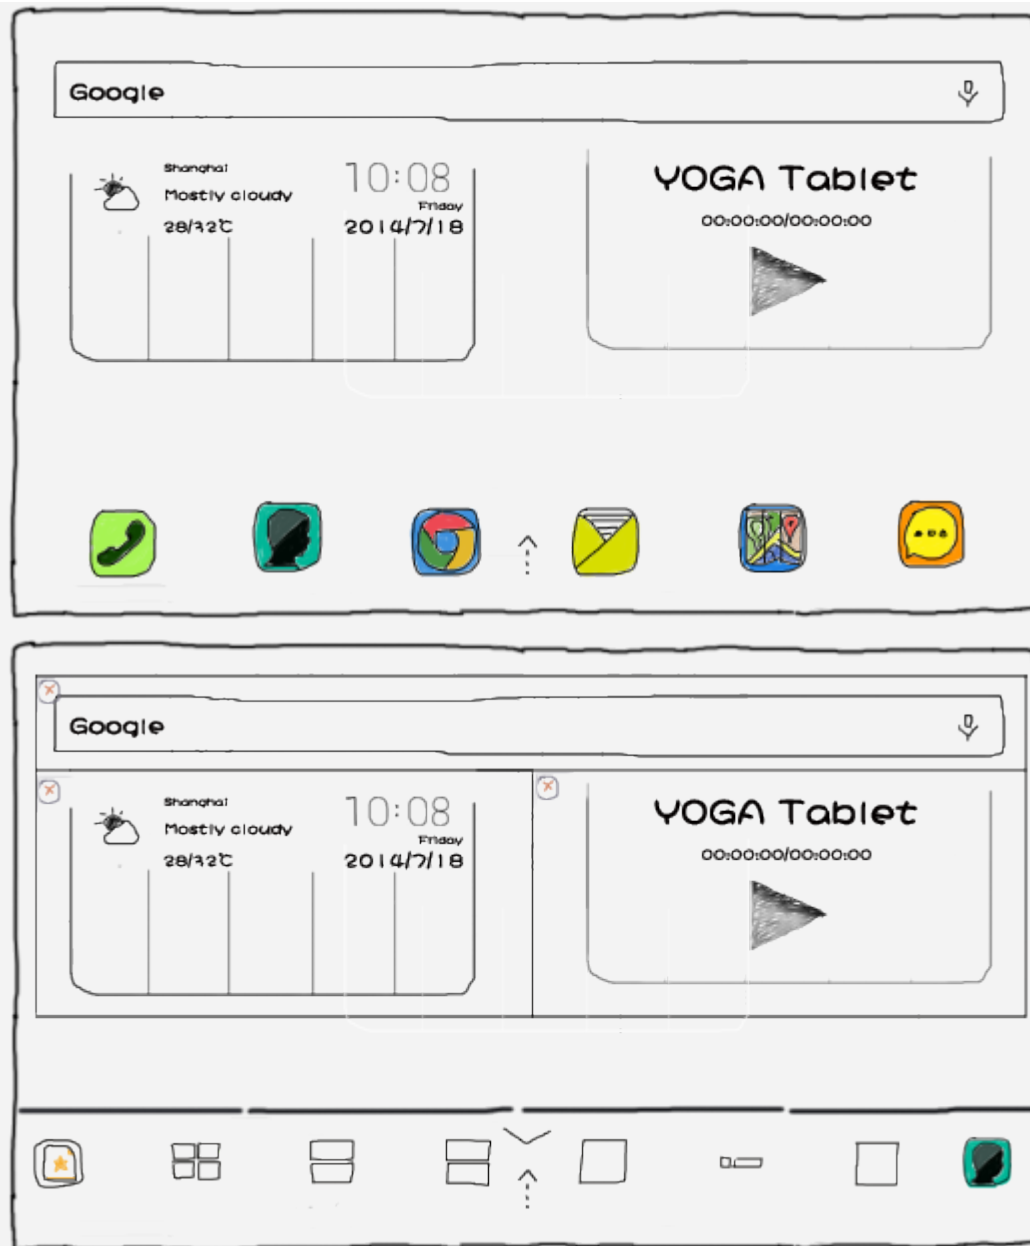 Google
Shanghai
Mostly cloudy
28/32℃
10:08
Friday
2014/7/18
YOGA Tablet
00:00:00/00:00:00
Google
Shanghai
Mostly cloudy
28/32℃
10:08
Friday
2014/7/18
YOGA Tablet
00:00:00/00:00:00